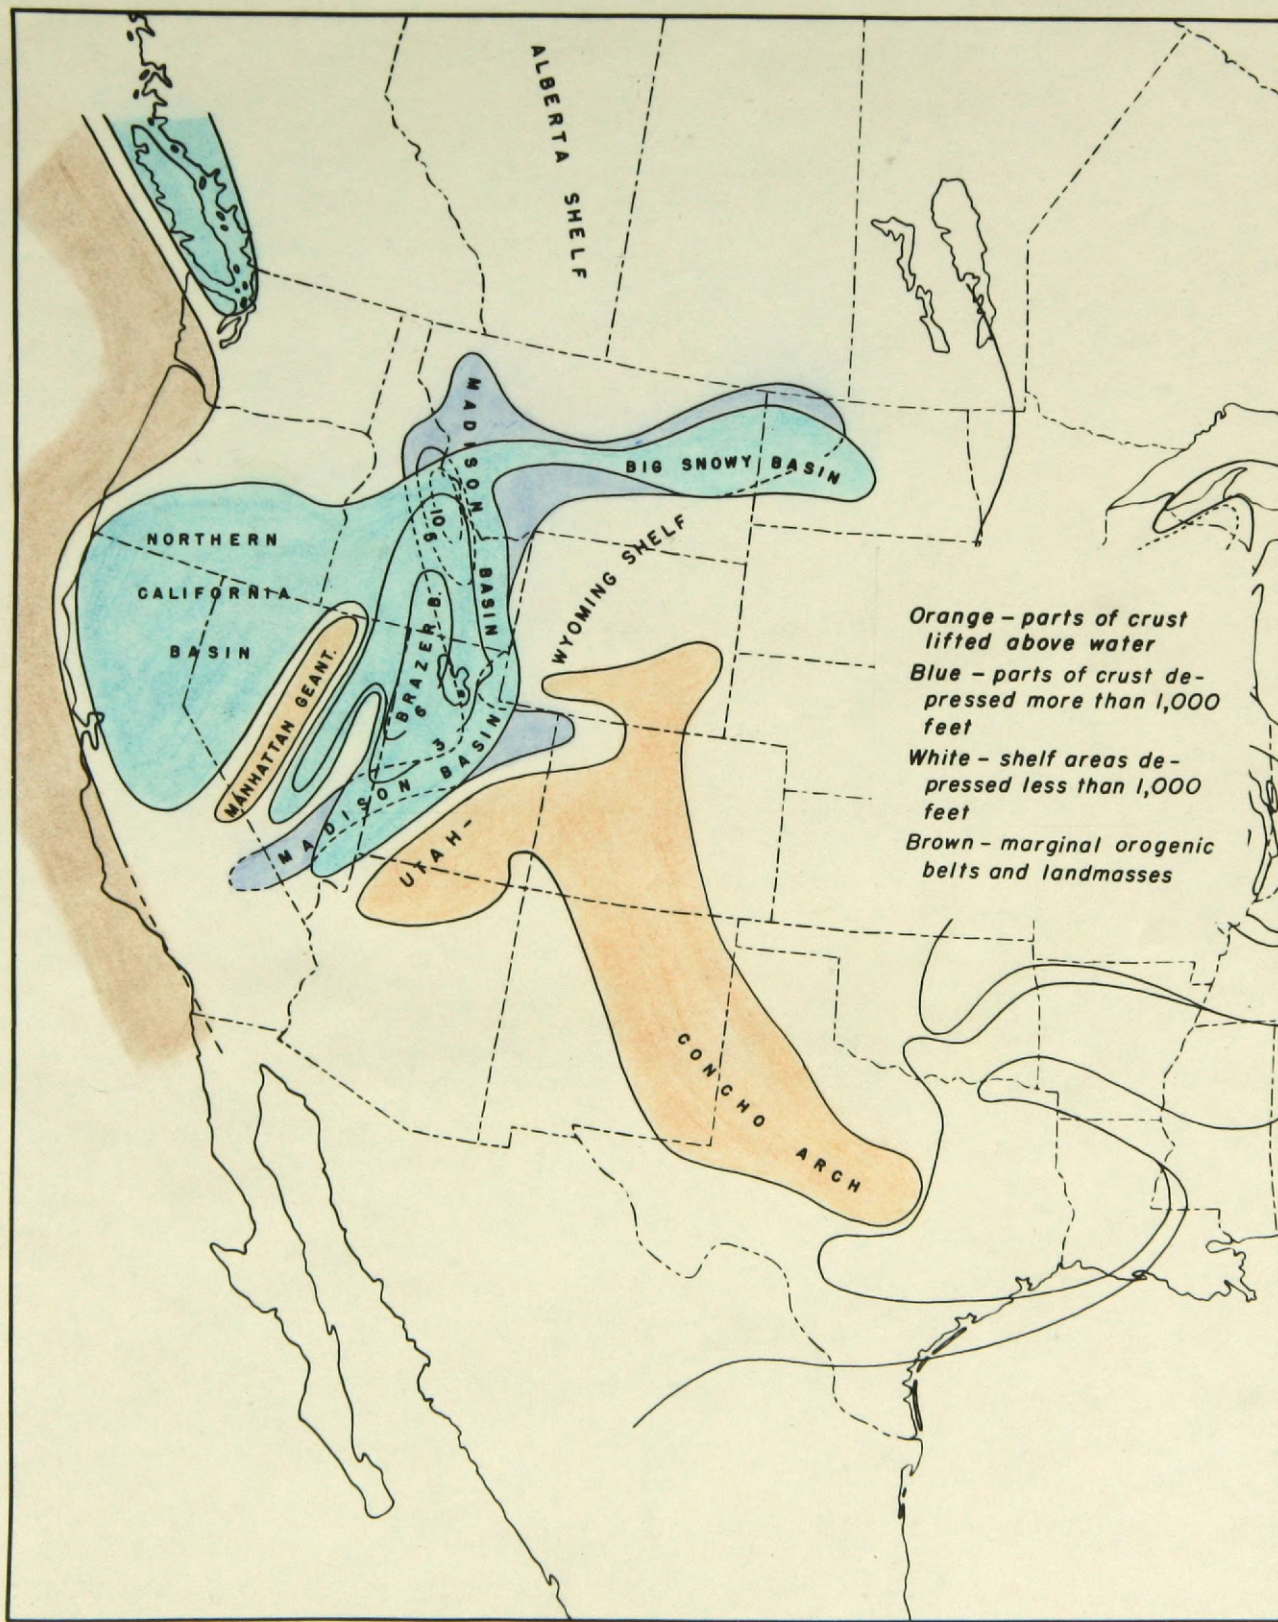 ALBERTA SHELF
MADISON BASIN
BIG SNOWY BASIN
NORTHERN
CALIFORNIA
BASIN
WYOMING SHELF
105
BRAZER B.
6
3
MANHATTAN GEANT.
MADISON BASIN
UTAH-
CONCHO ARCH
Orange – parts of crust
lifted above water
Blue – parts of crust de-
pressed more than 1,000
feet
White – shelf areas de-
pressed less than 1,000
feet
Brown – marginal orogenic
belts and landmasses